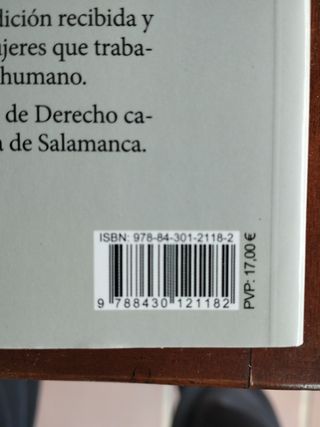 dición recibida y
ujeres que traba-
humano.
de Derecho ca-
a de Salamanca.
ISBN: 978-84-301-2118-2
9 788430 121182
PVP: 17,00 €